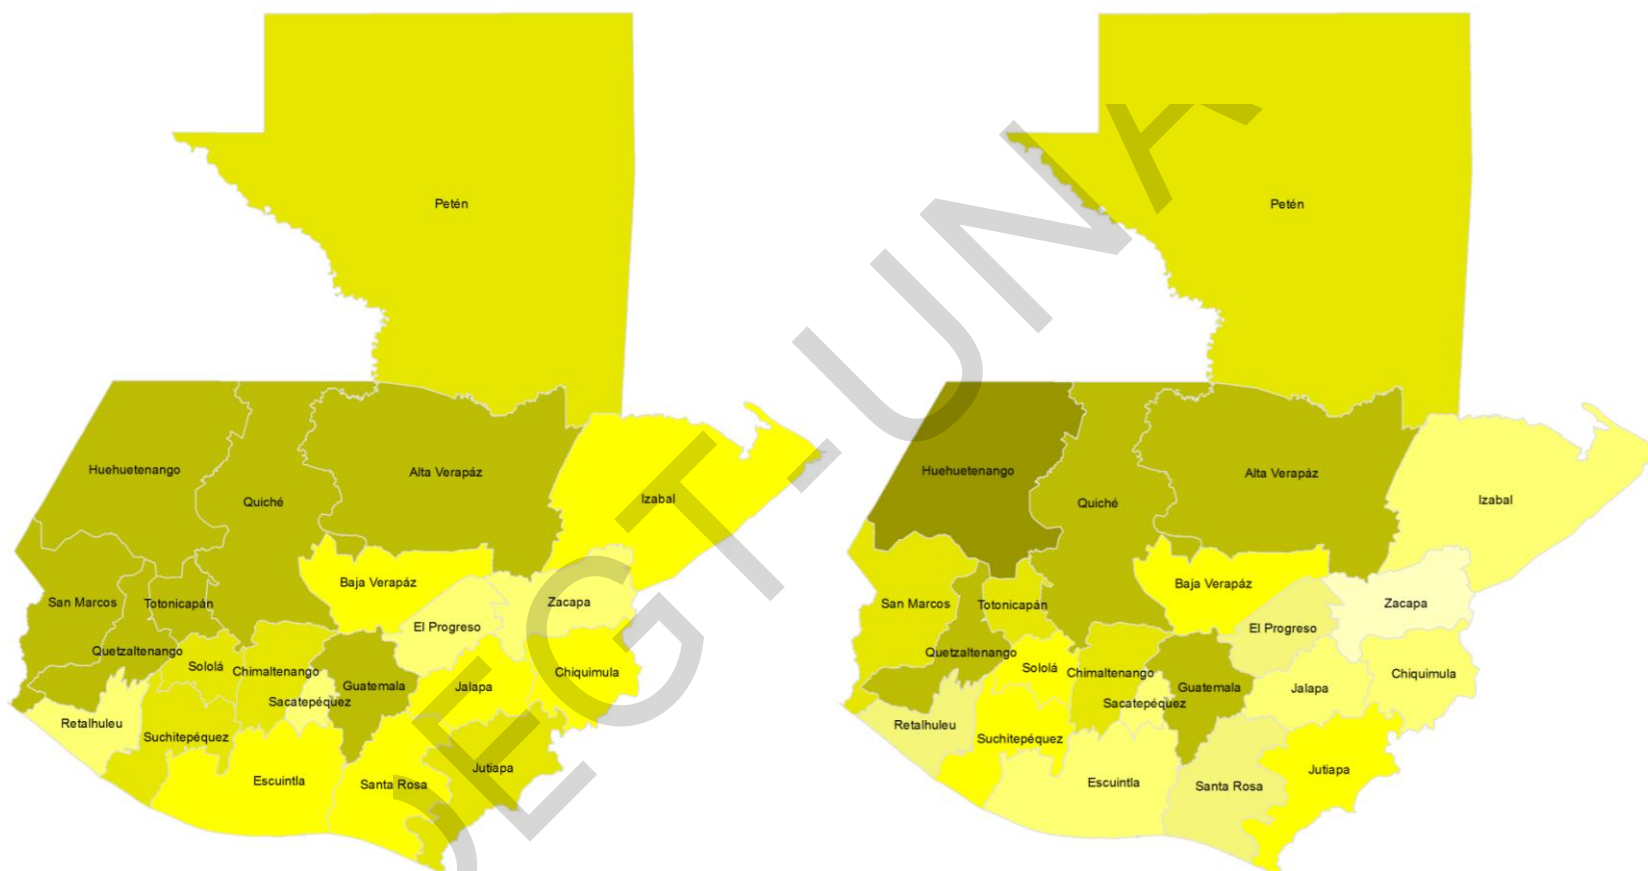 Petén
Huehuetenango
Alta Verapáz
Quiché
Izabal
Baja Verapáz
San Marcos
Totonicapán
Zacapa
El Progreso
Quetzaltenango
Sololá
Chimaltenango
Chiquimula
Guatemala
Jalapa
Sacatepéquez
Retalhuleu
Suchitepéquez
Jutiapa
Escuintla
Santa Rosa
Petén
Huehuetenango
Alta Verapáz
Quiché
Izabal
Baja Verapáz
San Marcos
Totonicapán
Zacapa
El Progreso
Quetzaltenango
Sololá
Chimaltenango
Chiquimula
Guatemala
Jalapa
Sacatepéquez
Retalhuleu
Suchitepéquez
Jutiapa
Escuintla
Santa Rosa